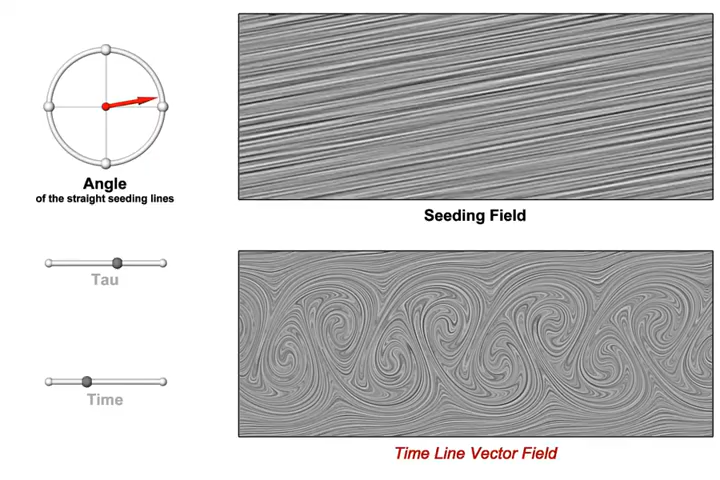 Angle
of the straight seeding lines
Seeding Field
Tau
Time
Time Line Vector Field